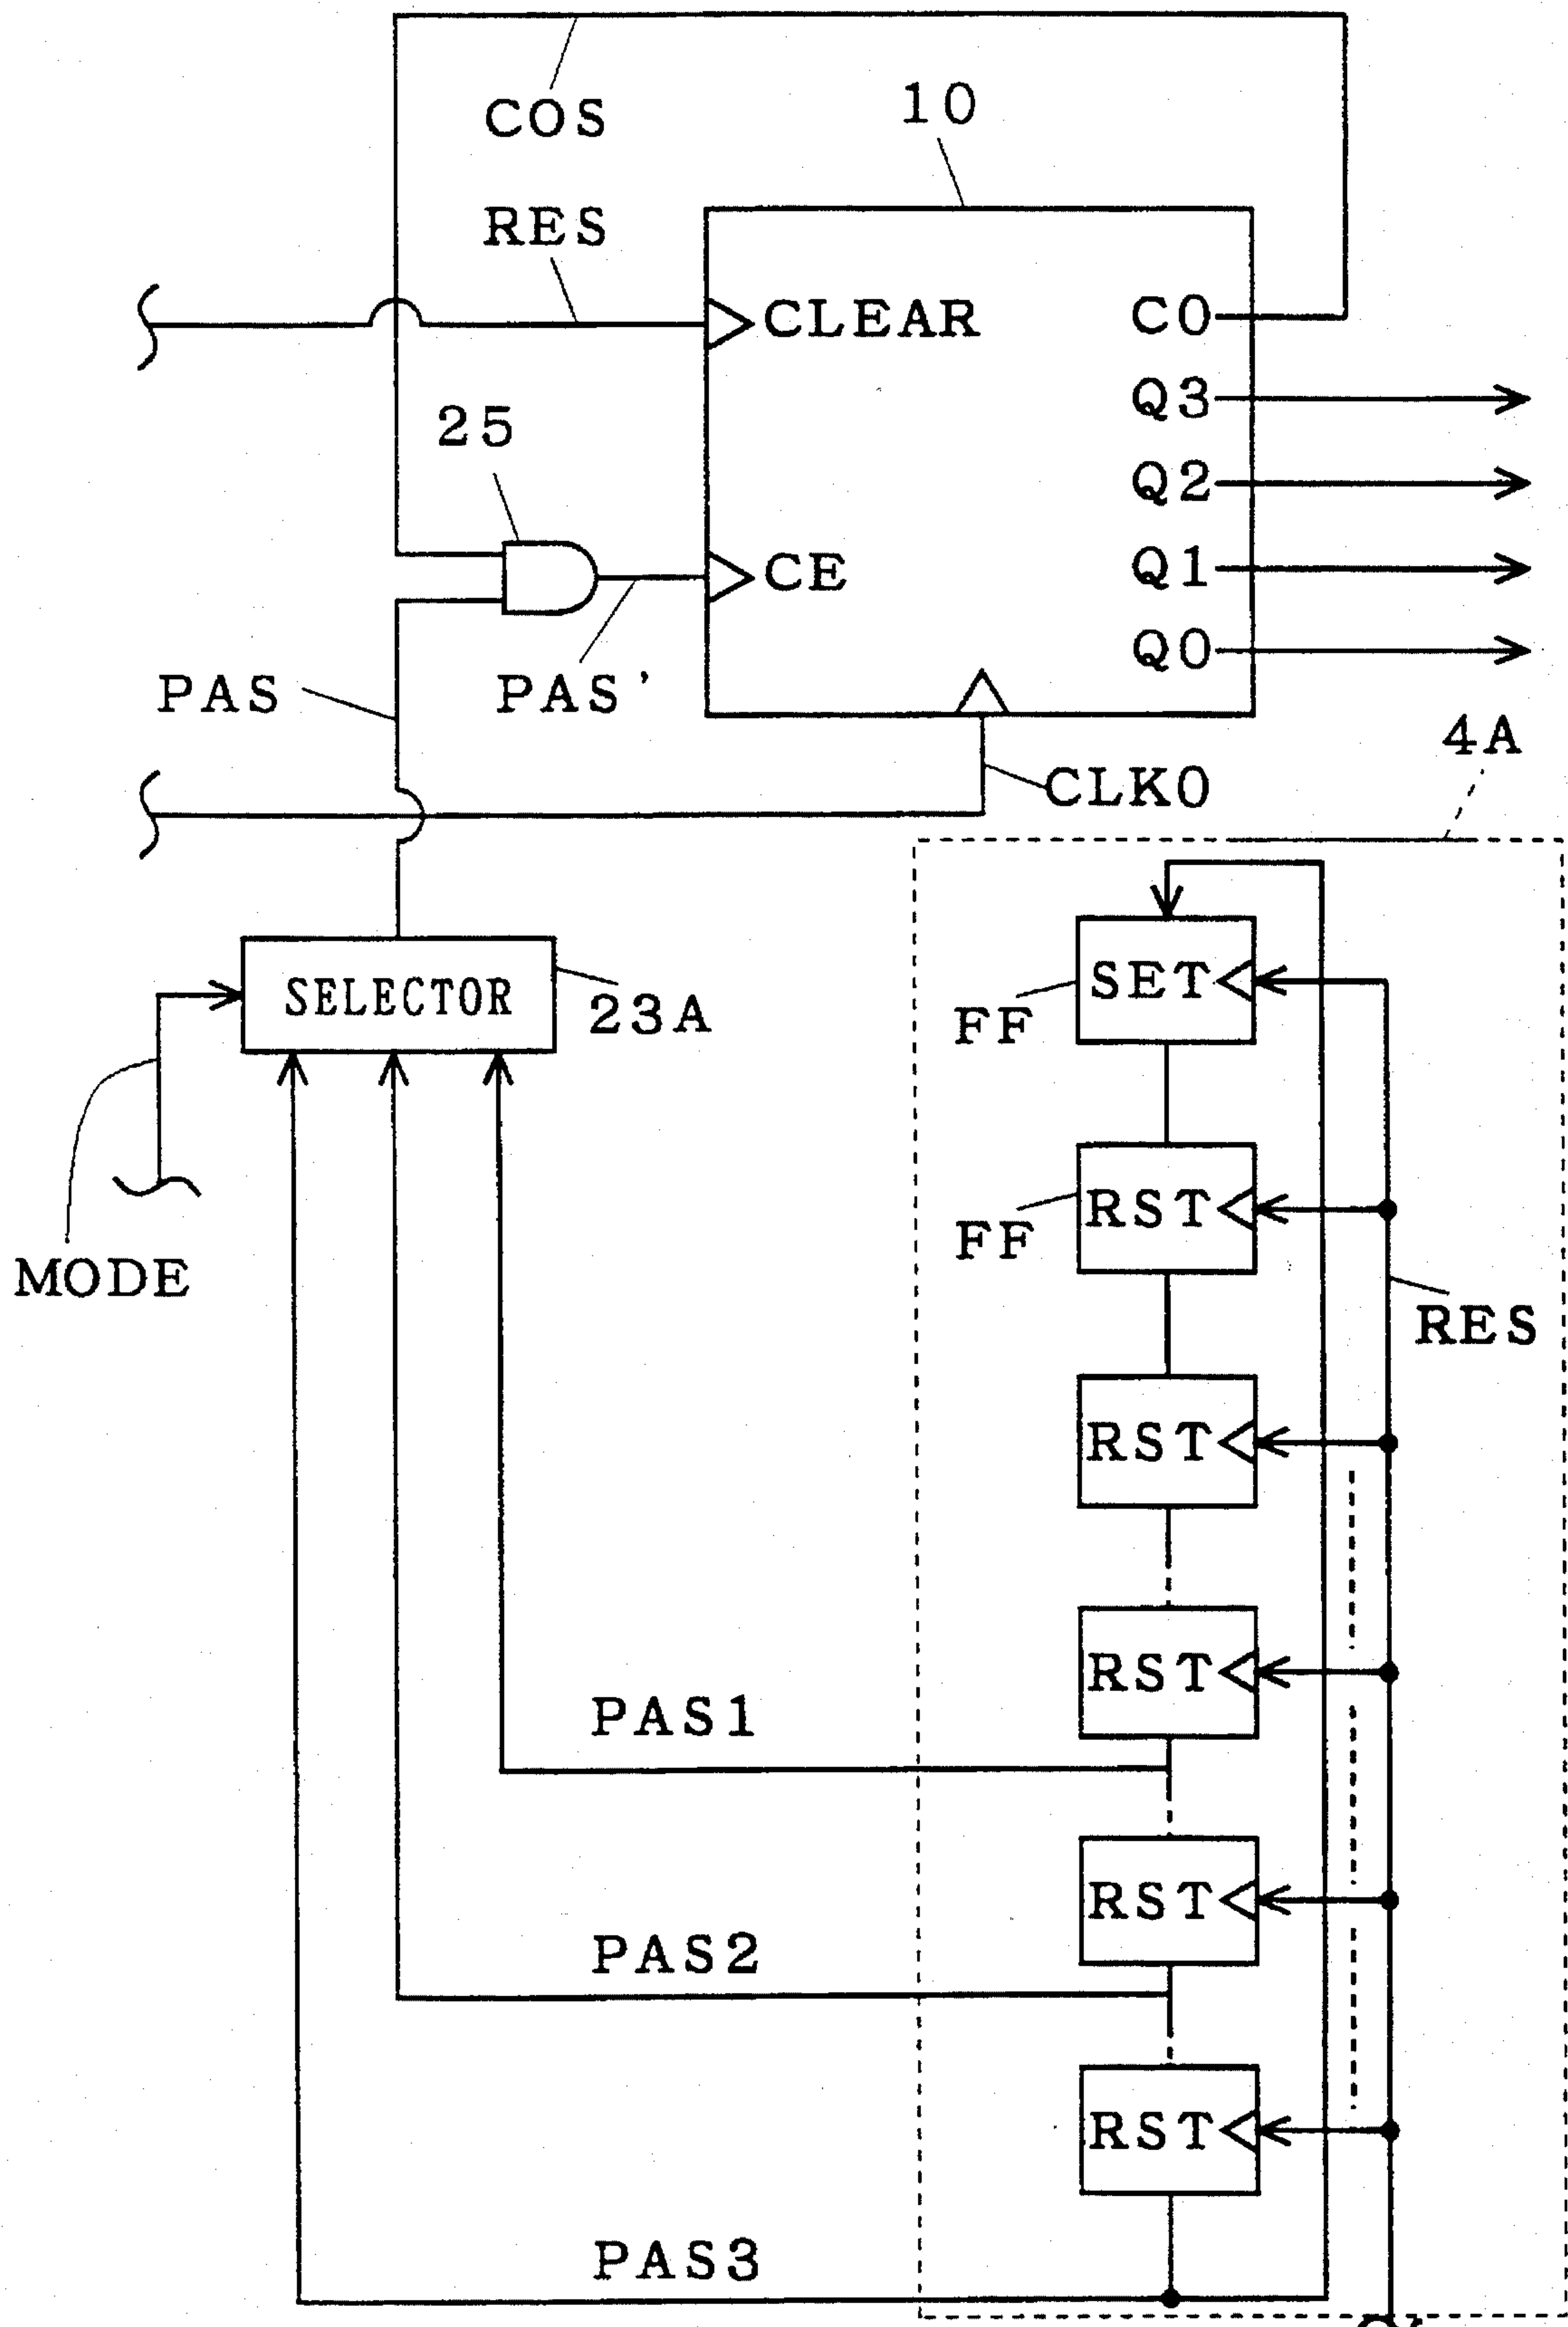 COS
10
RES
CLEAR
C0
Q3
25
Q2
CE
Q1
Q0
PAS
PAS'
4A
CLK0
SET
SELECTOR
23A
FF
RST
FF
MODE
RES
RST
RST
PAS1
RST
PAS2
RST
PAS3